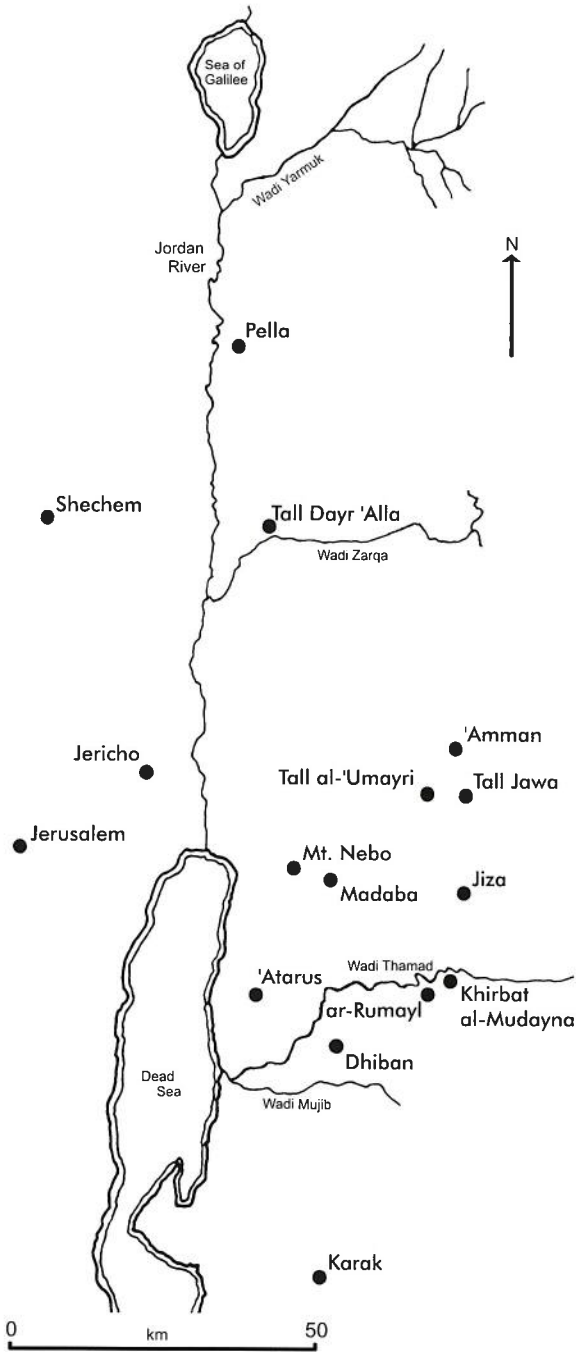 Sea of
Galilee
Wadi Yarmuk
N
Jordan
River
Pella
Shechem
Tall Dayr 'Alla
Wadi Zarqa
'Amman
Jericho
Tall al-'Umayri
Tall Jawa
Jerusalem
Mt. Nebo
Madaba
Jiza
Wadi Thamad
'Atarus
ar-Rumayl
Khirbat
al-Mudayna
Dhiban
Dead
Sea
Wadi Mujib
Karak
0
km
50